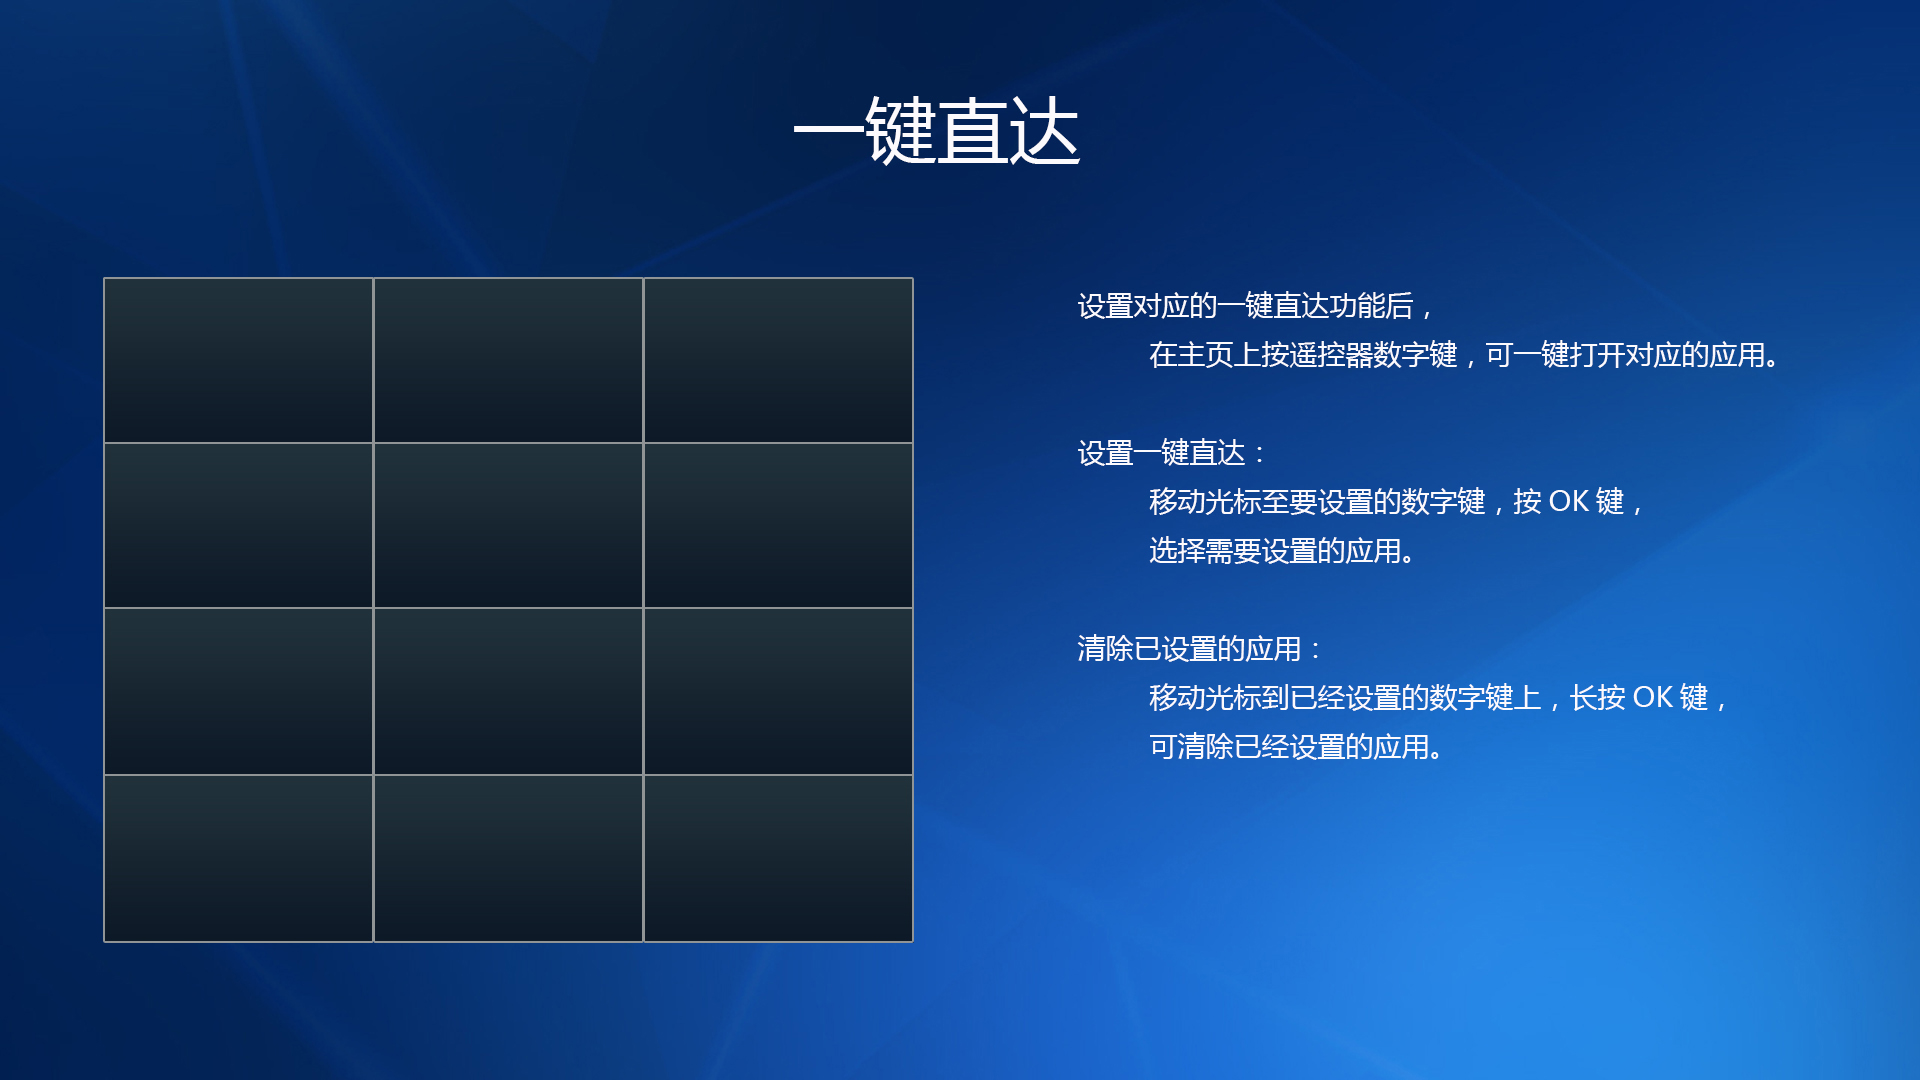 一键直达
设置对应的一键直达功能后，
在主页上按遥控器数字键，可一键打开对应的应用。
设置一键直达：
移动光标至要设置的数字键，按 OK 键，
选择需要设置的应用。
清除已设置的应用：
移动光标到已经设置的数字键上，长按 OK 键，
可清除已经设置的应用。